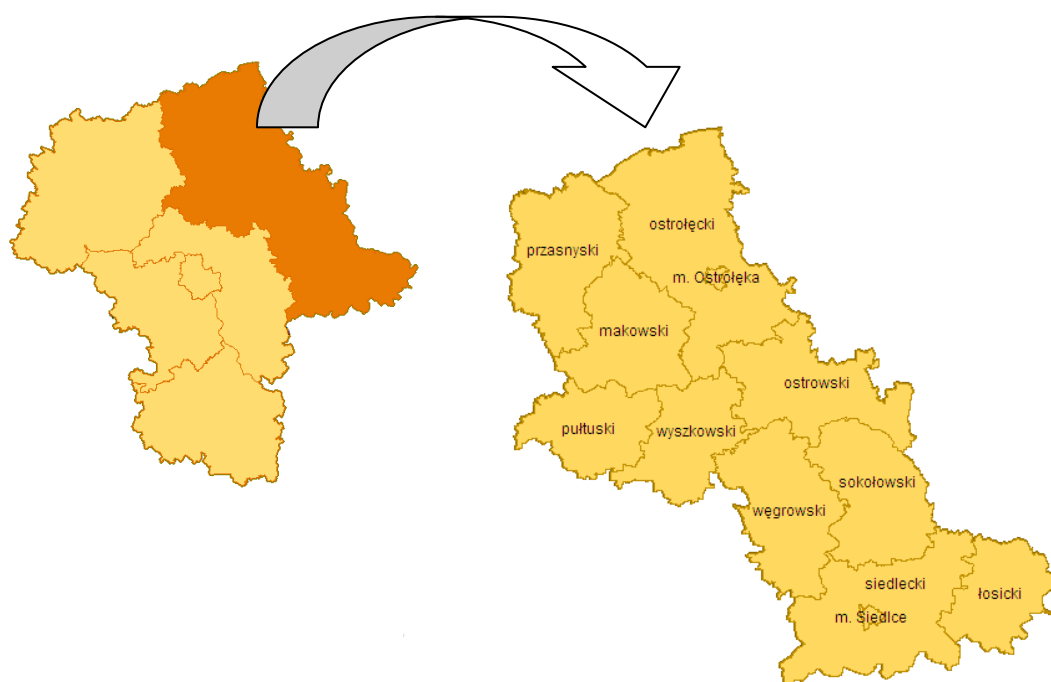 ostrołęcki
przasnyski
m. Ostrołęka
makowski
ostrowski
pułtuski
wyszkowski
sokołowski
węgrowski
siedlecki
łosicki
m. Siedlce